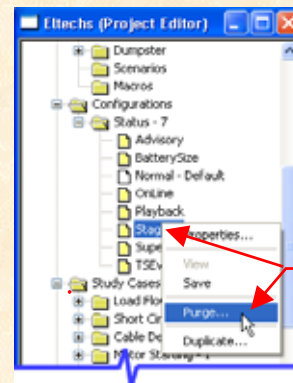 Eltechs (Project Editor)
Dumpster
Scenarios
Macros
Configurations
Status - 7
Advisory
BatterySize
Normal - Default
OnLine
Playback
Stag
Properties...
Supe
View
TSEv
Save
Study Cases
Load Flo
Purge...
Short Cir
Cable De
Duplicate...
Motor Starting - 1